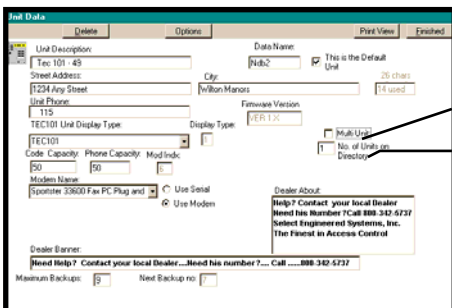 Unit Data
Delete Options Print View Finished
Unit Description: Data Name:
Tec 101 - 49 Ndb2 This is the Default Unit
Street Address: City: 26 chars
1234 Any Street Wilton Manors 14 used
Unit Phone: Firmware Version
115 VER 1.X
TEC101 Unit Display Type: Display Type: Multi-Unit
TEC101 1 1 No. of Units on Directory
Code Capacity: Phone Capacity: Mod Indx:
50 50
Modem Name: Use Serial Dealer About:
Sportster 33600 Fax PC Plug and Use Modem
Help? Contact your local Dealer
Need his Number ?Call 800-342-5737
Select Engineered Systems, Inc.
The Finest in Access Control
Dealer Banner:
Need Help? Contact your local Dealer....Need his number ?.... Call ......800-342-5737
Maximum Backups: 9 Next Backup no: 7